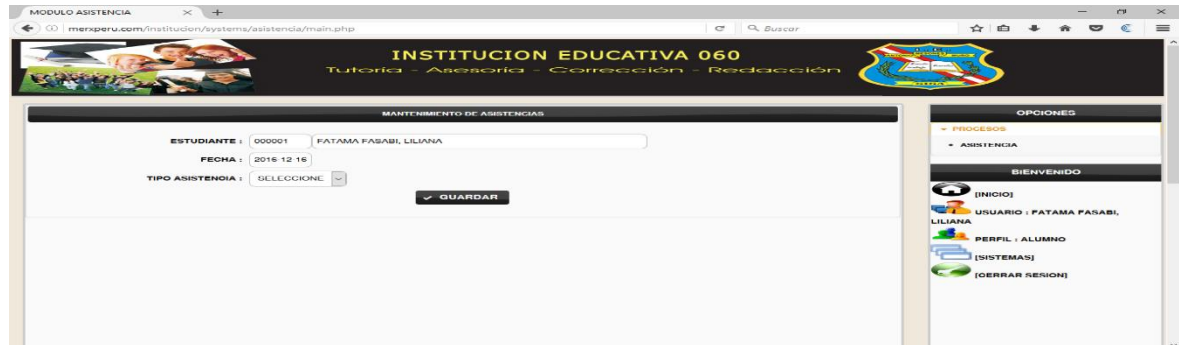 MODULO ASISTENCIA
merxperu.com/institucion/systems/asistencia/main.php
Buscar
INSTITUCION EDUCATIVA 060
Tutoría - Asesoría - Corrección - Redacción
MANTENIMIENTO DE ASISTENCIAS
ESTUDIANTE : 000001 FATAMA FASABI, LILIANA
FECHA : 2016-12-16
TIPO ASISTENCIA : SELECCIONE
GUARDAR
OPCIONES
PROCESOS
ASISTENCIA
BIENVENIDO
[INICIO]
USUARIO : FATAMA FASABI,
LILIANA
PERFIL : ALUMNO
[SISTEMAS]
[CERRAR SESION]